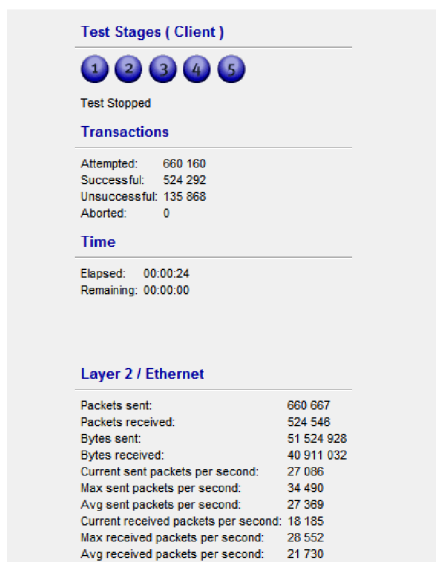 Test Stages ( Client )
1 2 3 4 5
Test Stopped
Transactions
Attempted: 660 160
Successful: 524 292
Unsuccessful: 135 868
Aborted: 0
Time
Elapsed: 00:00:24
Remaining: 00:00:00
Layer 2 / Ethernet
Packets sent: 660 667
Packets received: 524 546
Bytes sent: 51 524 928
Bytes received: 40 911 032
Current sent packets per second: 27 086
Max sent packets per second: 34 490
Avg sent packets per second: 27 369
Current received packets per second: 18 185
Max received packets per second: 28 552
Avg received packets per second: 21 730